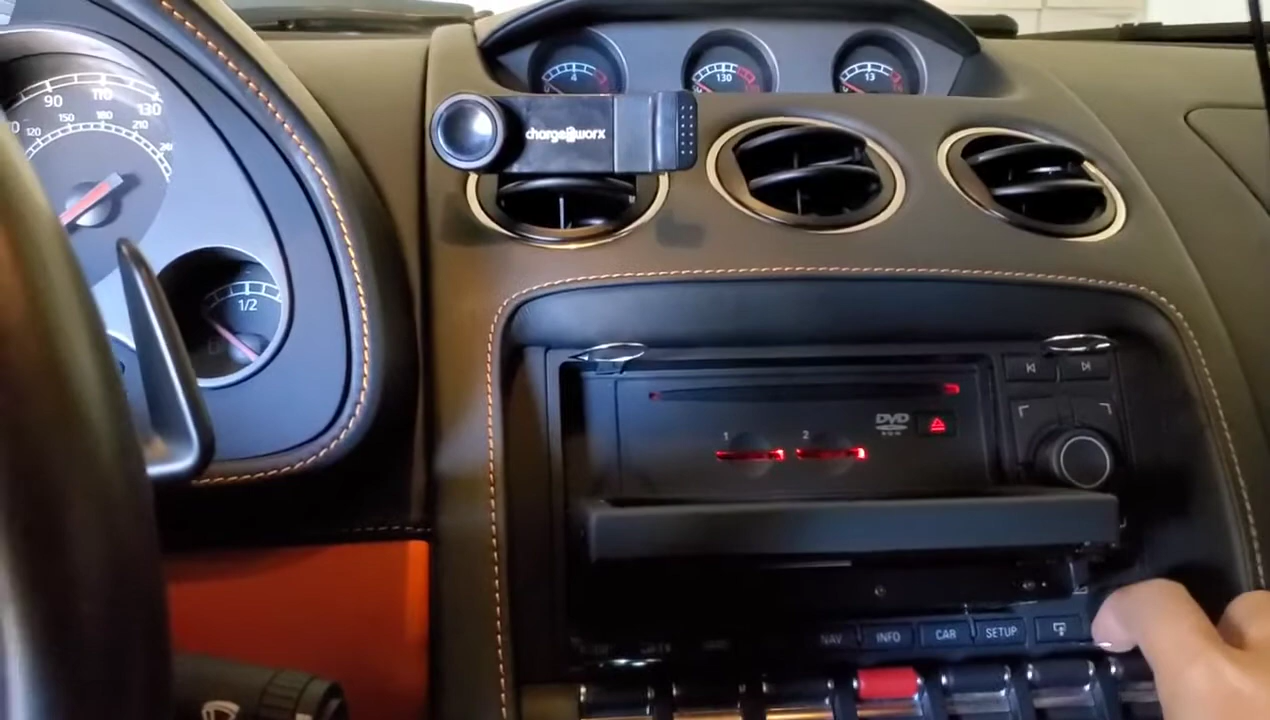 90
110
130
120
150
180
210
1/2
4
130
13
chargeworx
DVD
ROM
1
2
NAV
INFO
CAR
SETUP